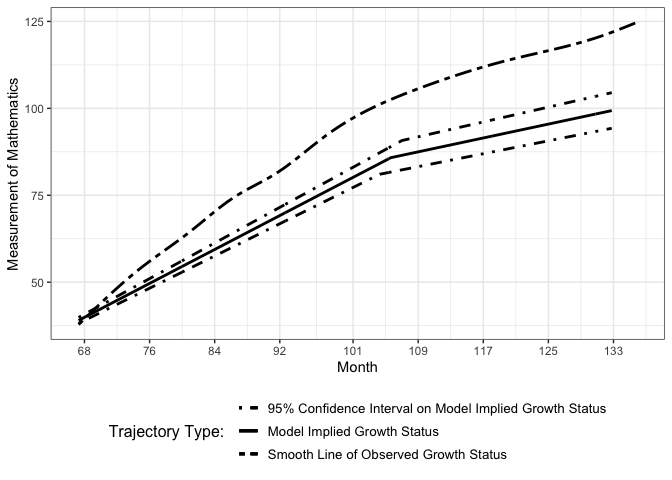 125
100
75
50
Measurement of Mathematics
68 76 84 92 101 109 117 125 133
Month
Trajectory Type:
95% Confidence Interval on Model Implied Growth Status
Model Implied Growth Status
Smooth Line of Observed Growth Status